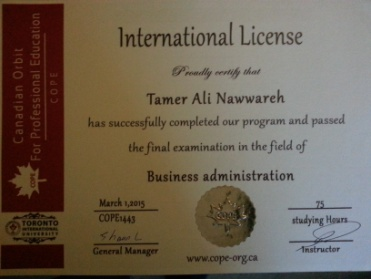 Canadian Orbit
For Professional Education
COPE
COPE
TORONTO
INTERNATIONAL
UNIVERSITY
International License
Proudly certify that
Tamer Ali Nawwareh
has successfully completed our program and passed
the final examination in the field of
Business administration
March 1,2015
COPE1443
General Manager
75
studying Hours
Instructor
www.cope-org.ca